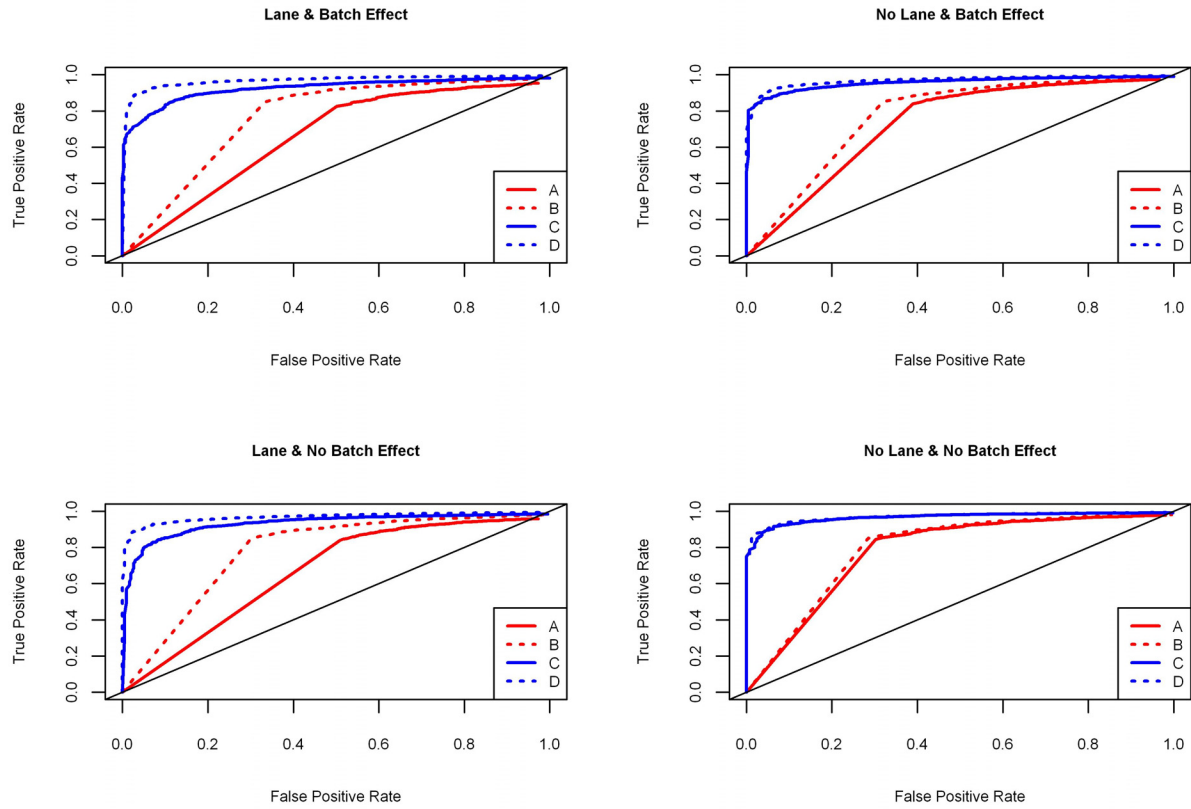 Lane & Batch Effect
True Positive Rate
0.0 0.2 0.4 0.6 0.8 1.0
A
B
C
D
0.0 0.2 0.4 0.6 0.8 1.0
False Positive Rate
No Lane & Batch Effect
True Positive Rate
0.0 0.2 0.4 0.6 0.8 1.0
A
B
C
D
0.0 0.2 0.4 0.6 0.8 1.0
False Positive Rate
Lane & No Batch Effect
True Positive Rate
0.0 0.2 0.4 0.6 0.8 1.0
A
B
C
D
0.0 0.2 0.4 0.6 0.8 1.0
False Positive Rate
No Lane & No Batch Effect
True Positive Rate
0.0 0.2 0.4 0.6 0.8 1.0
A
B
C
D
0.0 0.2 0.4 0.6 0.8 1.0
False Positive Rate